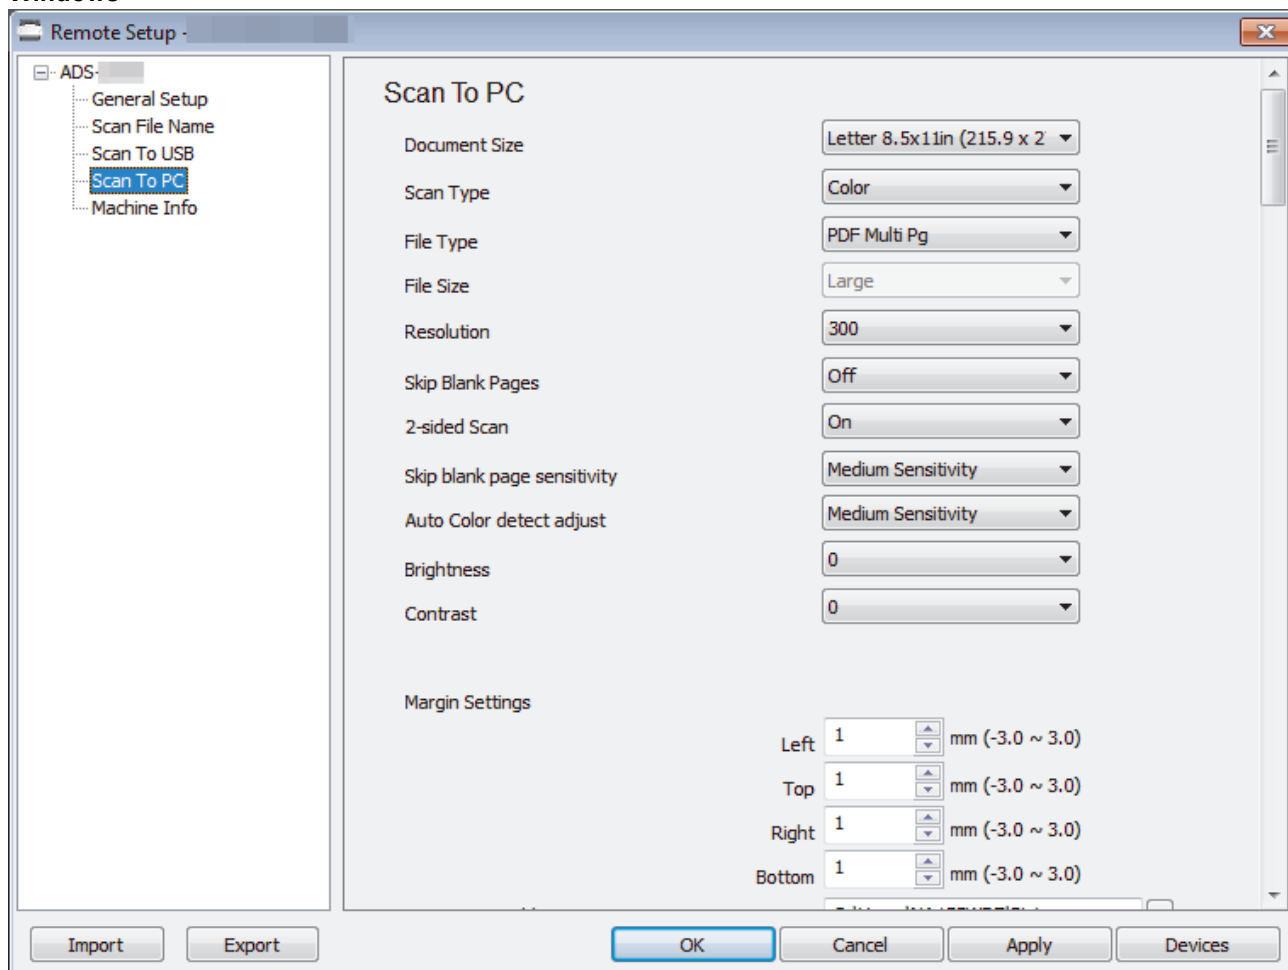 Remote Setup -
ADS-
General Setup
Scan File Name
Scan To USB
Scan To PC
Machine Info
Scan To PC
Document Size Letter 8.5x11in (215.9 x 2
Scan Type Color
File Type PDF Multi Pg
File Size Large
Resolution 300
Skip Blank Pages Off
2-sided Scan On
Skip blank page sensitivity Medium Sensitivity
Auto Color detect adjust Medium Sensitivity
Brightness 0
Contrast 0
Margin Settings
Left 1 mm (-3.0 ~ 3.0)
Top 1 mm (-3.0 ~ 3.0)
Right 1 mm (-3.0 ~ 3.0)
Bottom 1 mm (-3.0 ~ 3.0)
Import Export OK Cancel Apply Devices